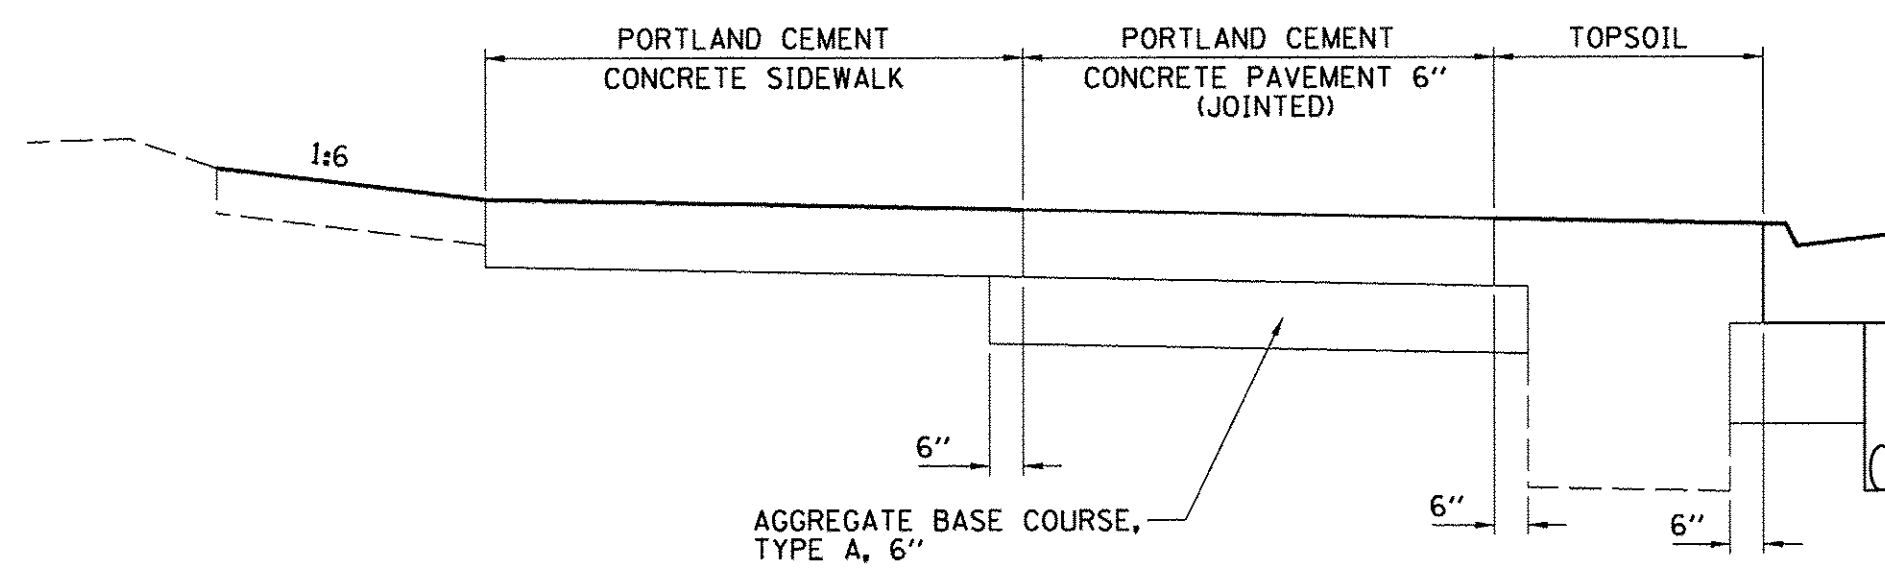 PORTLAND CEMENT
CONCRETE SIDEWALK
PORTLAND CEMENT
CONCRETE PAVEMENT 6"
(JOINTED)
TOPSOIL
1:6
6"
AGGREGATE BASE COURSE,
TYPE A, 6"
6"
6"